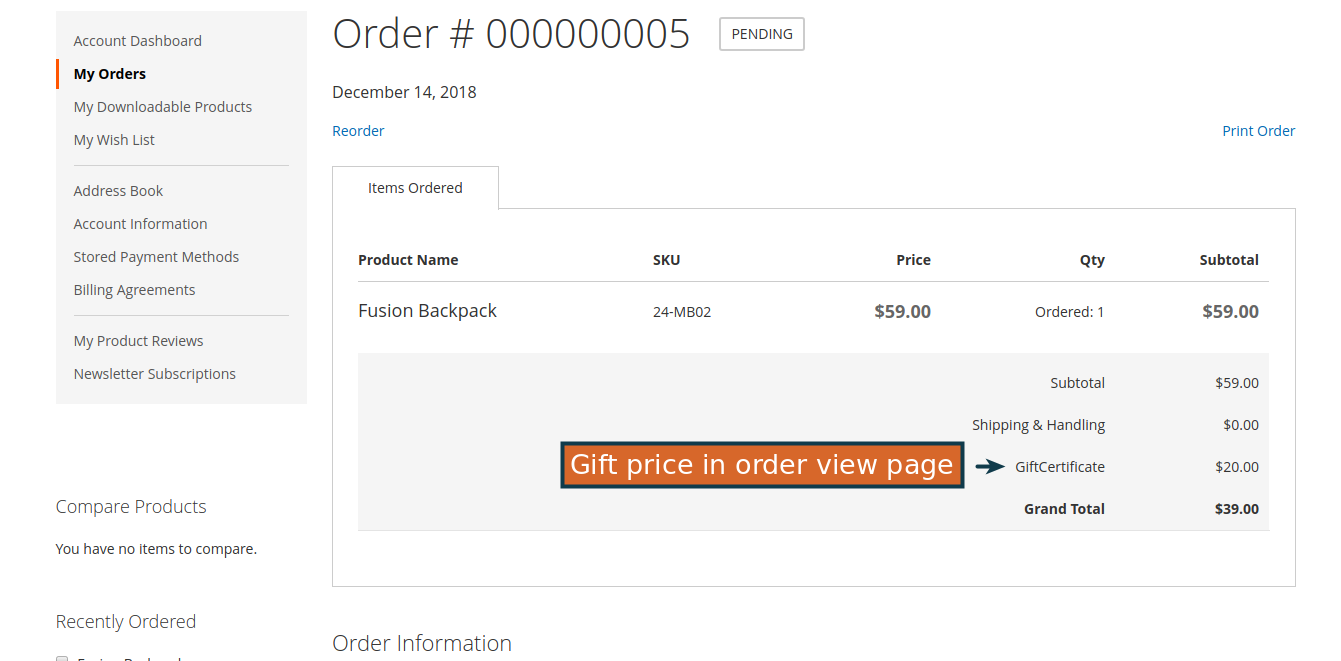 Account Dashboard
My Orders
My Downloadable Products
My Wish List
Address Book
Account Information
Stored Payment Methods
Billing Agreements
My Product Reviews
Newsletter Subscriptions
Compare Products
You have no items to compare.
Recently Ordered
Order # 000000005 PENDING
December 14, 2018
Reorder Print Order
Items Ordered
Product Name SKU Price Qty Subtotal
Fusion Backpack 24-MB02 $59.00 Ordered: 1 $59.00
Subtotal $59.00
Shipping & Handling $0.00
Gift price in order view page GiftCertificate $20.00
Grand Total $39.00
Order Information